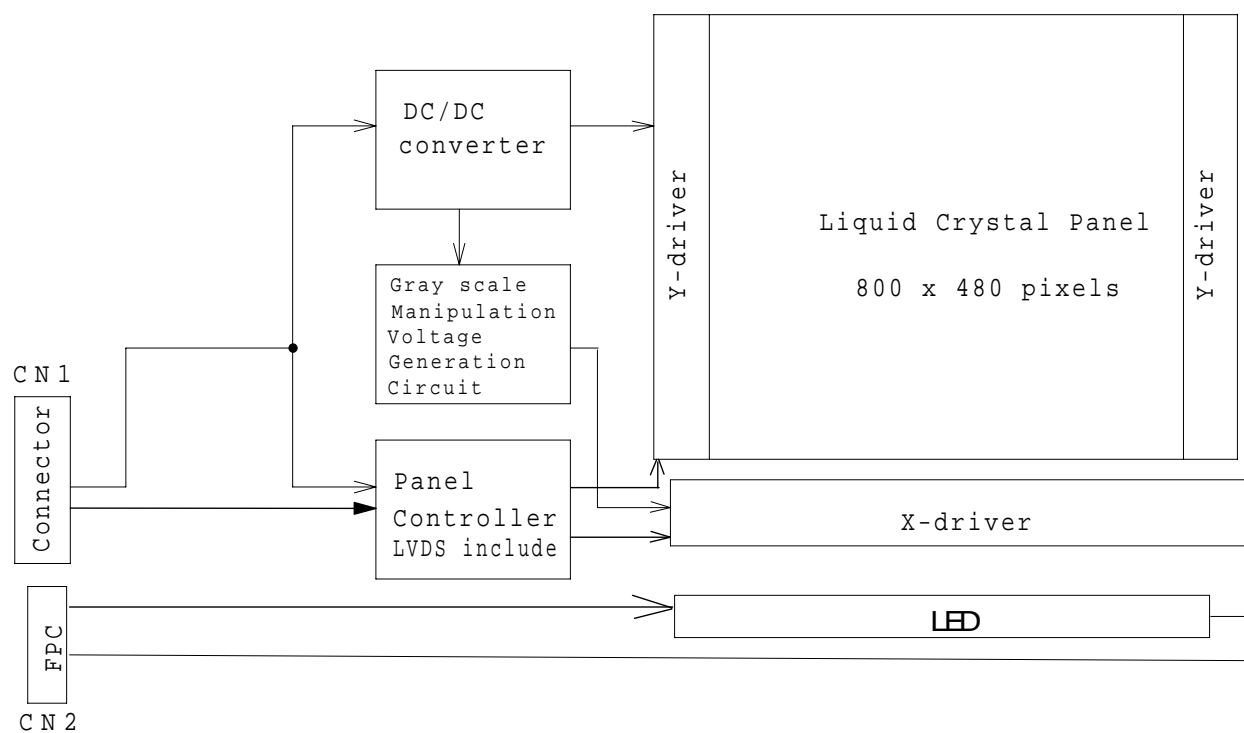 DC/DC
converter
Y-driver
Liquid Crystal Panel
800 x 480 pixels
Y-driver
Gray scale
Manipulation
Voltage
Generation
Circuit
CN1
Connector
Panel
Controller
LVDS include
X-driver
LED
FPC
CN2